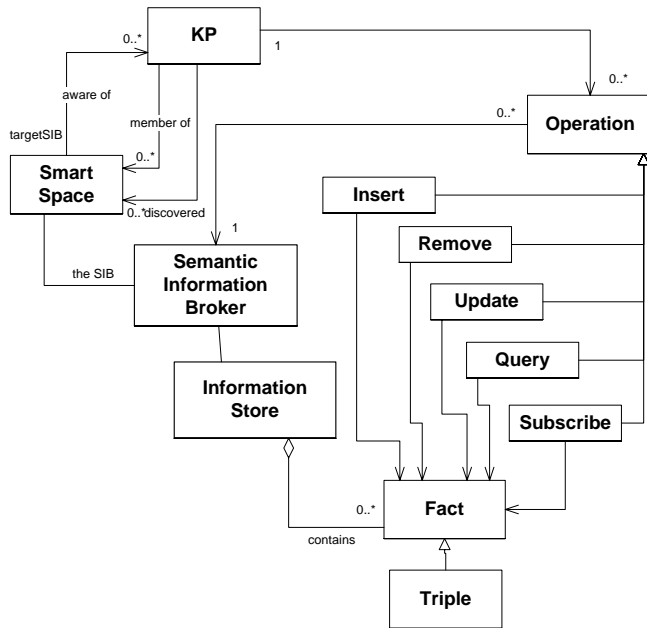 KP
0..*
1
aware of
member of
0..*
0..*
Operation
targetSIB
0..*
Smart
Space
0..*
discovered
Insert
1
Remove
the SIB
Semantic
Information
Broker
Update
Query
Information
Store
Subscribe
0..*
Fact
contains
Triple